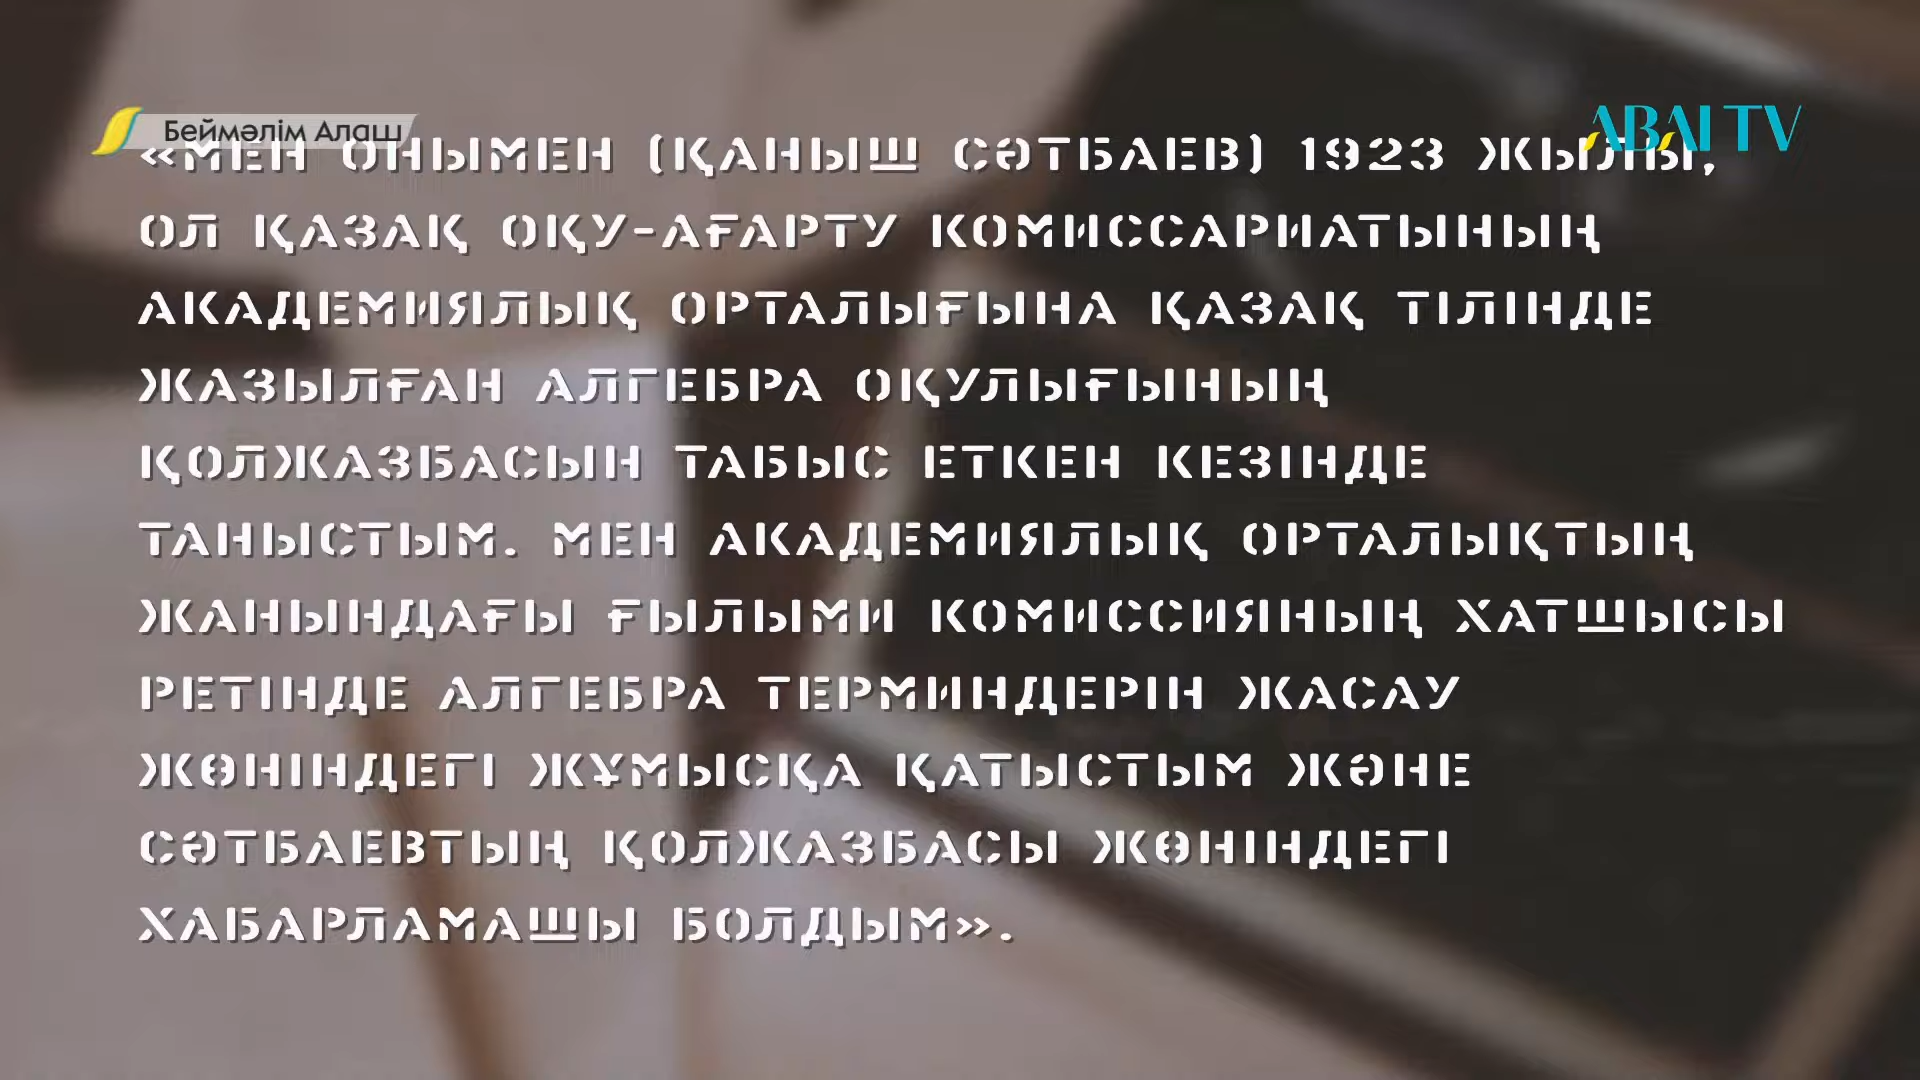 Беймәлім Алаш
ABAI TV
«МЕН ОНЫМЕН (ҚАНЫШ СӘТБАЕВ) 1923 ЖЫЛЫ,
ОЛ ҚАЗАҚ ОҚУ-АҒАРТУ КОМИССАРИАТЫНЫҢ
АКАДЕМИЯЛЫҚ ОРТАЛЫҒЫНА ҚАЗАҚ ТІЛІНДЕ
ЖАЗЫЛҒАН АЛГЕБРА ОҚУЛЫҒЫНЫҢ
ҚОЛЖАЗБАСЫН ТАБЫС ЕТКЕН КЕЗІНДЕ
ТАНЫСТЫМ. МЕН АКАДЕМИЯЛЫҚ ОРТАЛЫҚТЫҢ
ЖАНЫНДАҒЫ ҒЫЛЫМИ КОМИССИЯНЫҢ ХАТШЫСЫ
РЕТІНДЕ АЛГЕБРА ТЕРМИНДЕРІН ЖАСАУ
ЖӨНІНДЕГІ ЖҰМЫСҚА ҚАТЫСТЫМ ЖӘНЕ
СӘТБАЕВТЫҢ ҚОЛЖАЗБАСЫ ЖӨНІНДЕГІ
ХАБАРЛАМАШЫ БОЛДЫМ».